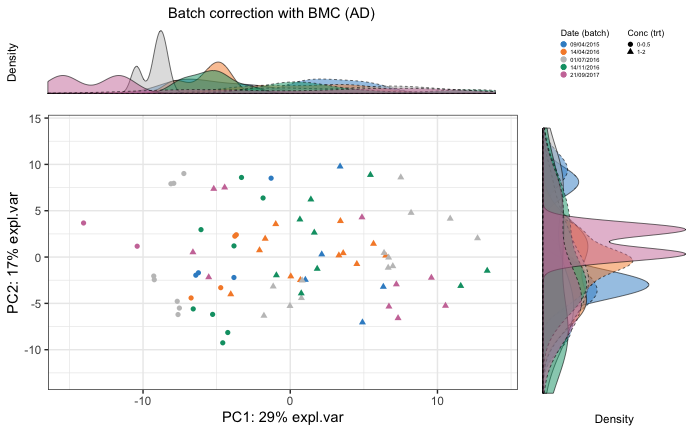 Batch correction with BMC (AD)
Density
Date (batch)
09/04/2015
14/04/2016
01/07/2016
14/11/2016
21/09/2017
Conc (trt)
0-0.5
1-2
PC2: 17% expl.var
15
10
5
0
-5
-10
-10
0
10
PC1: 29% expl.var
Density